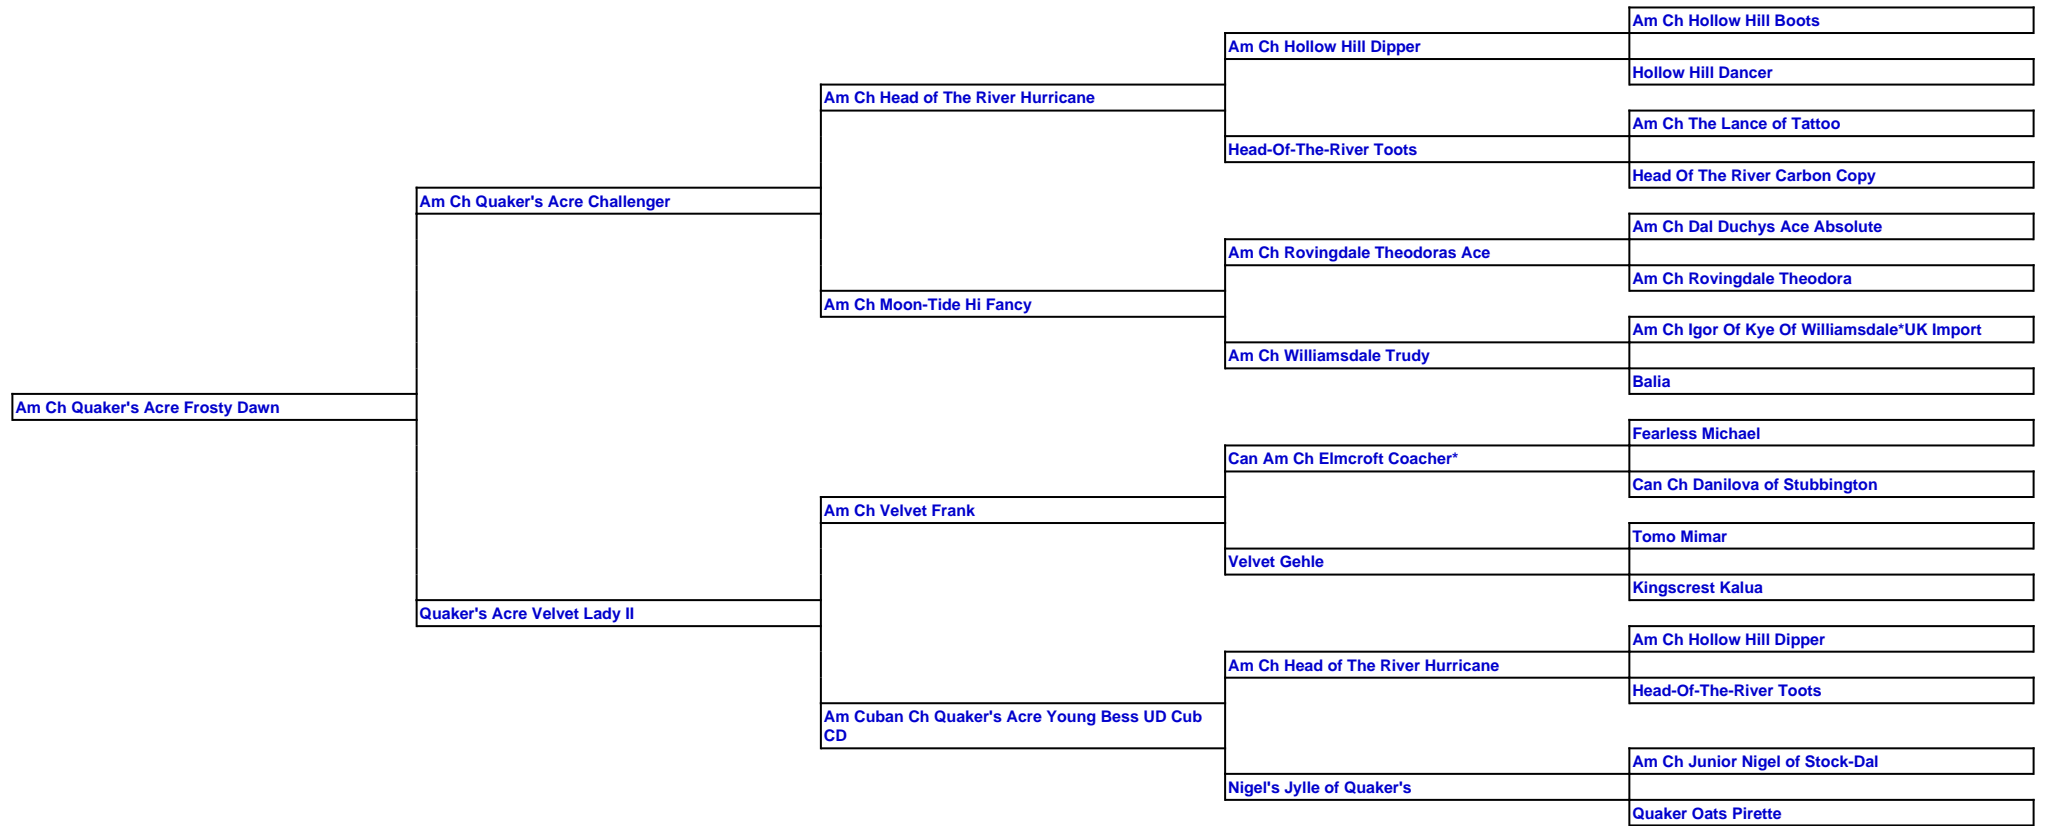 Am Ch Hollow Hill Boots
Am Ch Hollow Hill Dipper
Hollow Hill Dancer
Am Ch Head of The River Hurricane
Am Ch The Lance of Tattoo
Head-Of-The-River Toots
Head Of The River Carbon Copy
Am Ch Quaker's Acre Challenger
Am Ch Dal Duchys Ace Absolute
Am Ch Rovingdale Theodoras Ace
Am Ch Rovingdale Theodora
Am Ch Moon-Tide Hi Fancy
Am Ch Igor Of Kye Of Williamsdale*UK Import
Am Ch Williamsdale Trudy
Balia
Am Ch Quaker's Acre Frosty Dawn
Fearless Michael
Can Am Ch Elmcroft Coacher*
Can Ch Danilova of Stubbington
Am Ch Velvet Frank
Tomo Mimar
Velvet Gehle
Kingscrest Kalua
Quaker's Acre Velvet Lady II
Am Ch Hollow Hill Dipper
Am Ch Head of The River Hurricane
Head-Of-The-River Toots
Am Cuban Ch Quaker's Acre Young Bess UD Cub
CD
Am Ch Junior Nigel of Stock-Dal
Nigel's Jylle of Quaker's
Quaker Oats Pirette